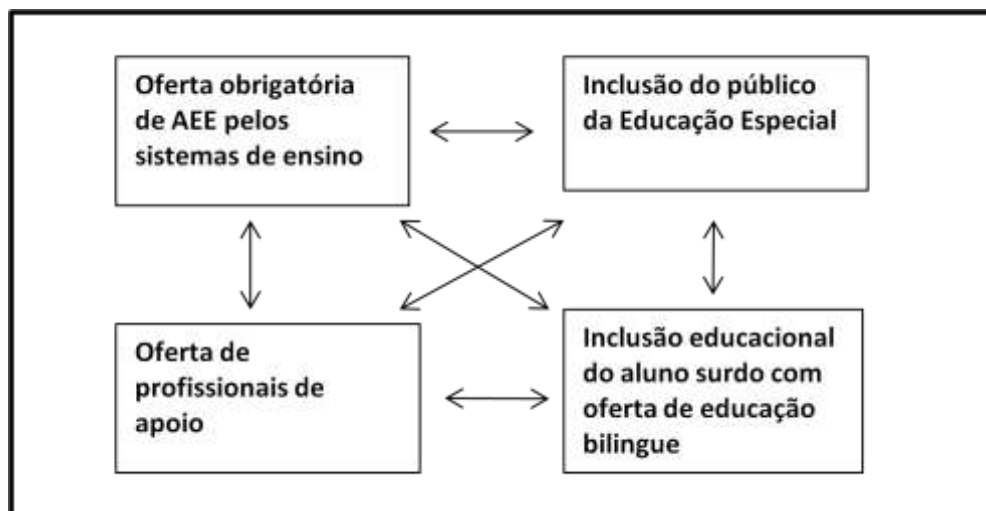 Oferta obrigatória
de AEE pelos
sistemas de ensino
Inclusão do público
da Educação Especial
Oferta de
profissionais de
apoio
Inclusão educacional
do aluno surdo com
oferta de educação
bilingue